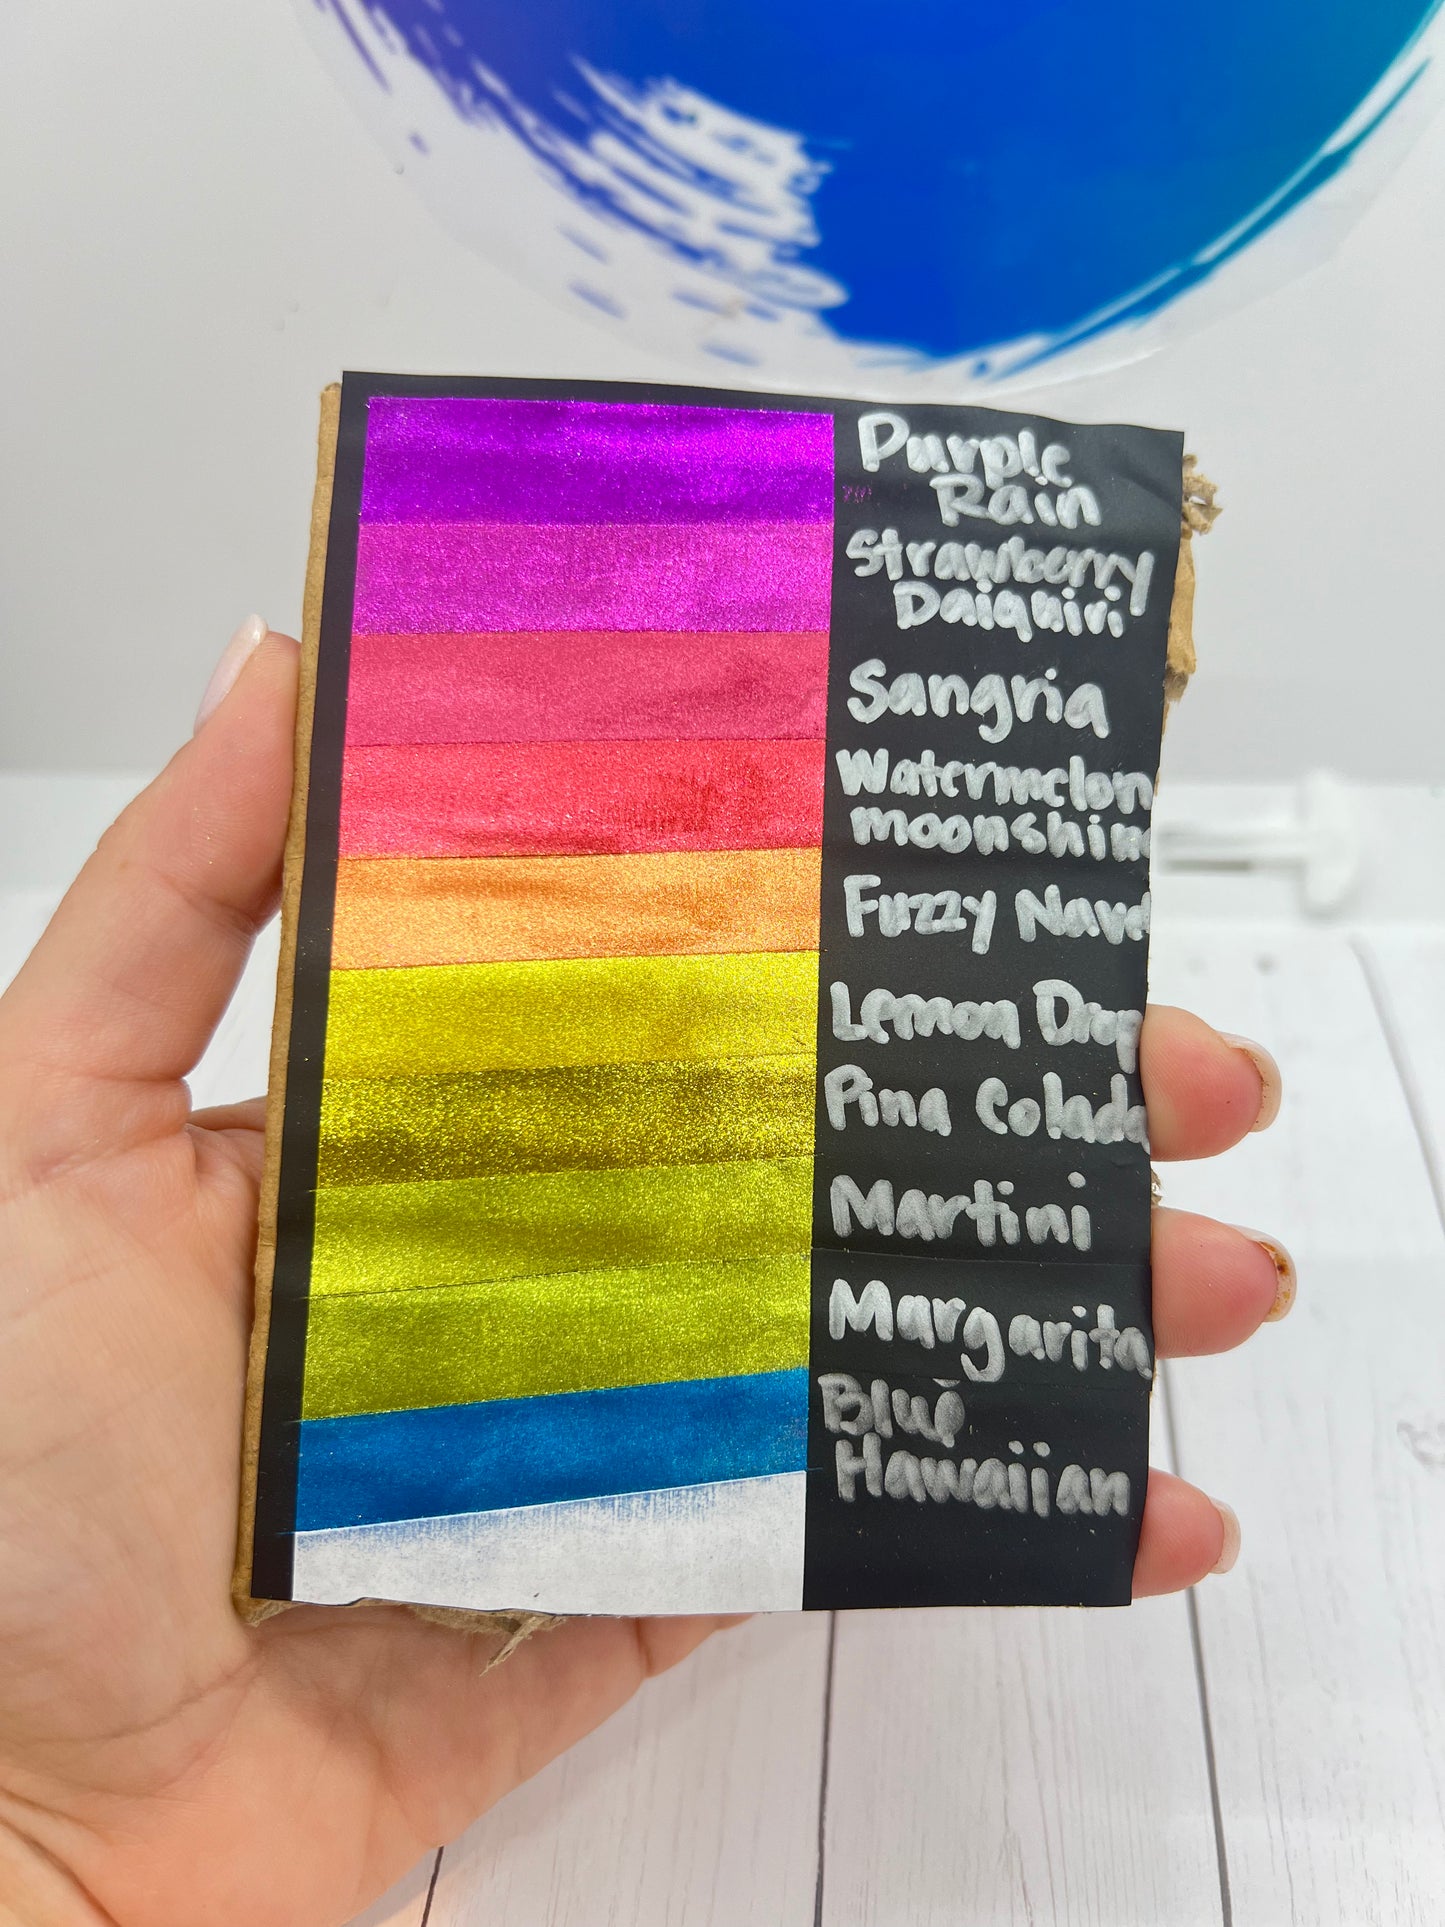 Purple
Rain
Strawberry
Daiquiri
Sangria
Watermelon
moonshine
Fuzzy Navel
Lemon Drop
Pina Colada
Martini
Margarita
Blue
Hawaiian